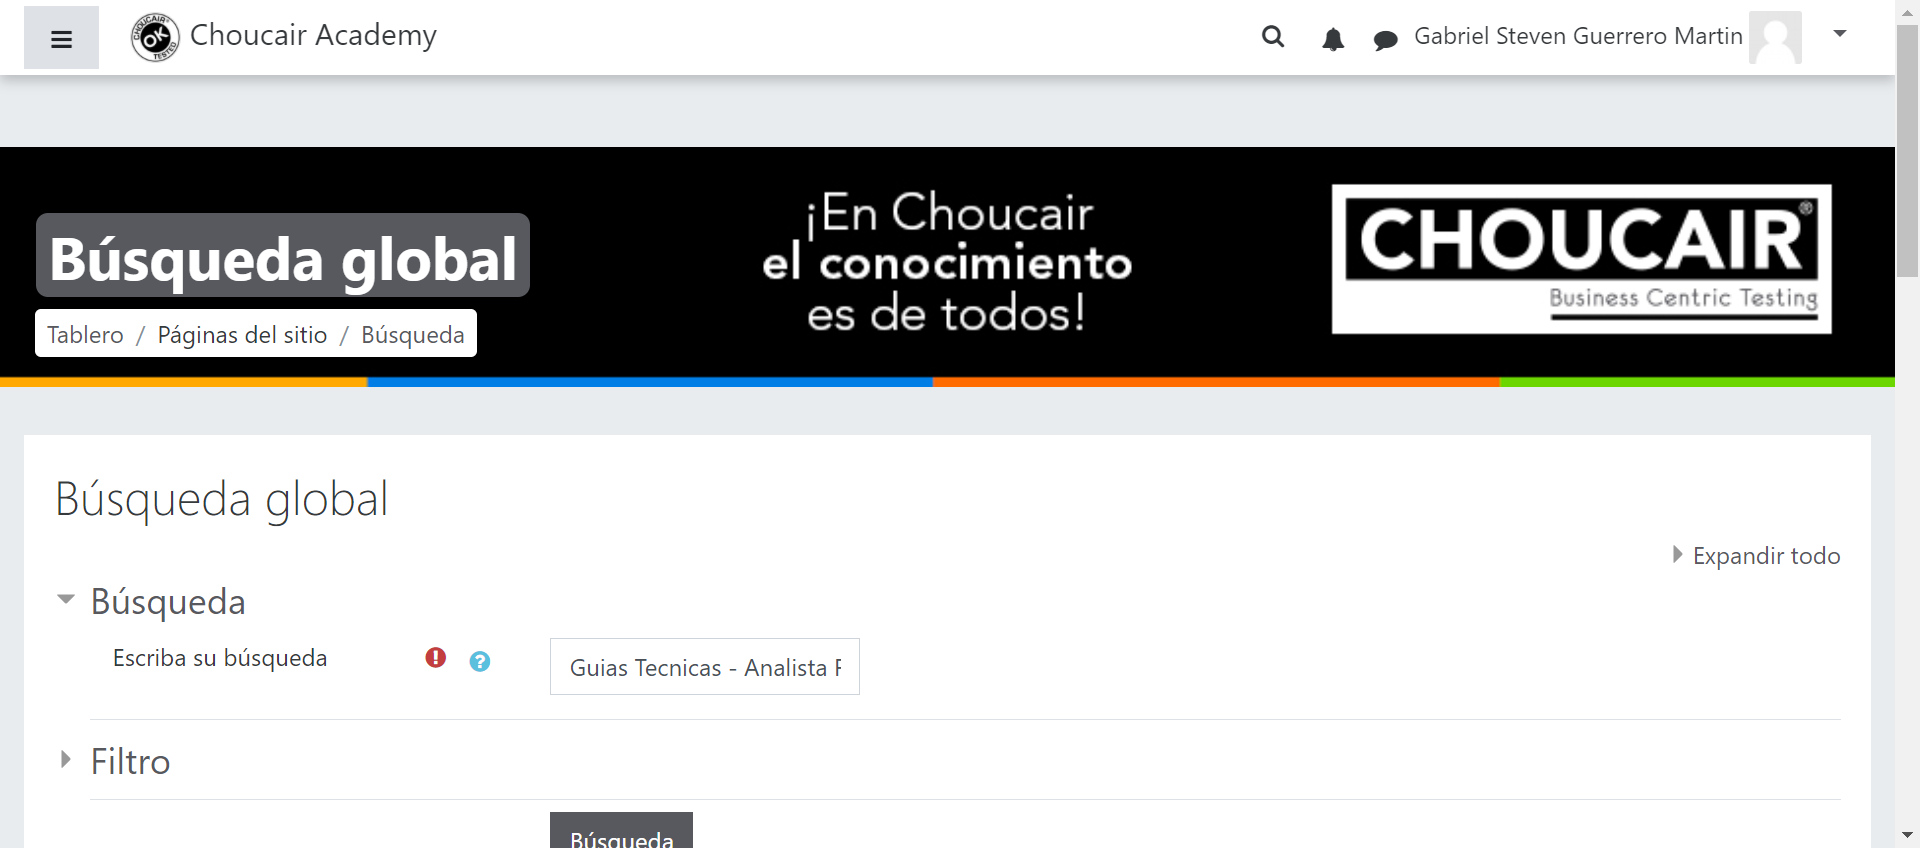 Choucair Academy
Gabriel Steven Guerrero Martin
Búsqueda global
Tablero / Páginas del sitio / Búsqueda
¡En Choucair
el conocimiento
es de todos!
CHOUCAIR®
Business Centric Testing
Búsqueda global
Expandir todo
Búsqueda
Escriba su búsqueda
Guias Tecnicas - Analista
Filtro
Búsqueda